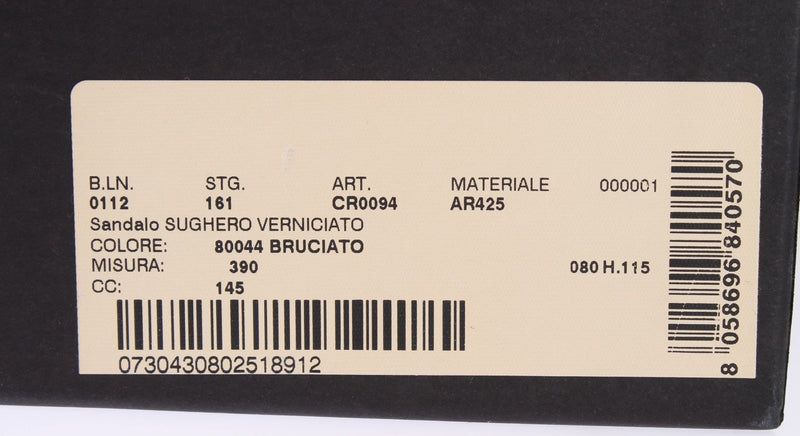 B.LN. STG. ART. MATERIALE 000001
0112 161 CR0094 AR425
Sandalo SUGHERO VERNICIATO
COLORE: 80044 BRUCIATO
MISURA: 390 080 H.115
CC: 145
0730430802518912
8 058696 840570